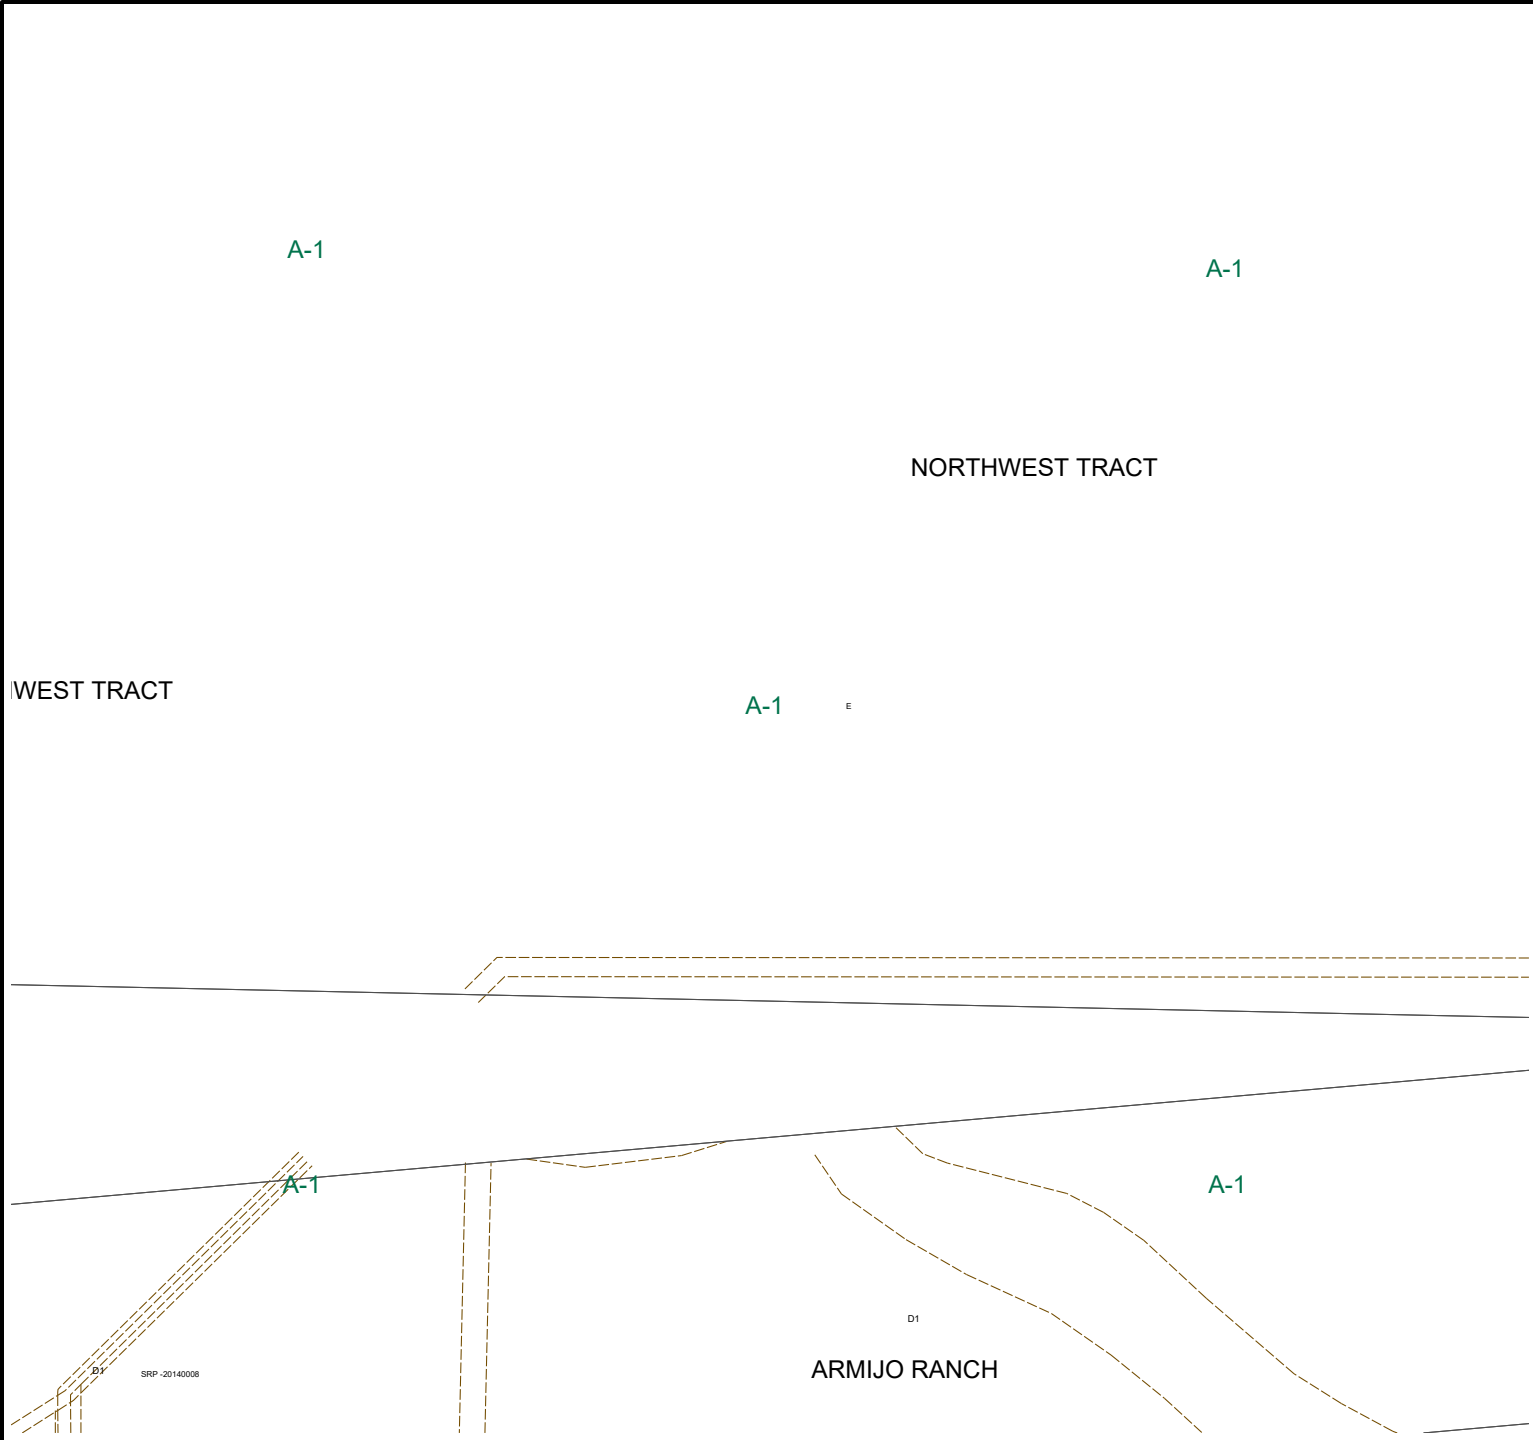 A-1
A-1
NORTHWEST TRACT
WEST TRACT
A-1
E
A-1
A-1
D1
ARMIJO RANCH
D1
SRP -20140008